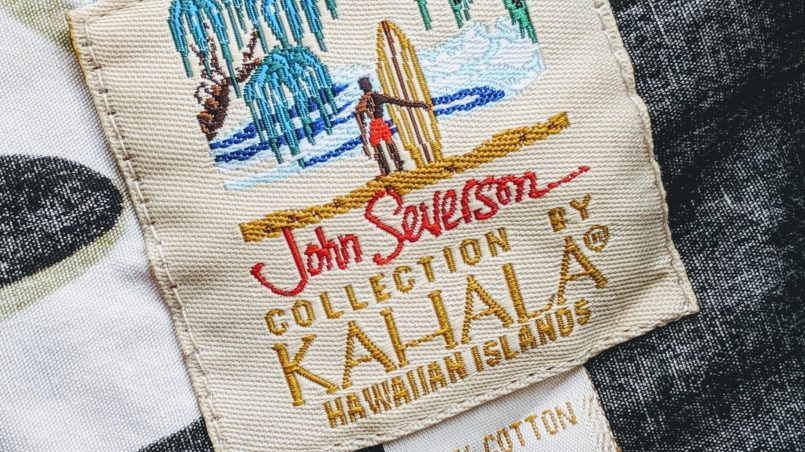 John Severson
COLLECTION BY
KAHALA®
HAWAIIAN ISLANDS
COTTON